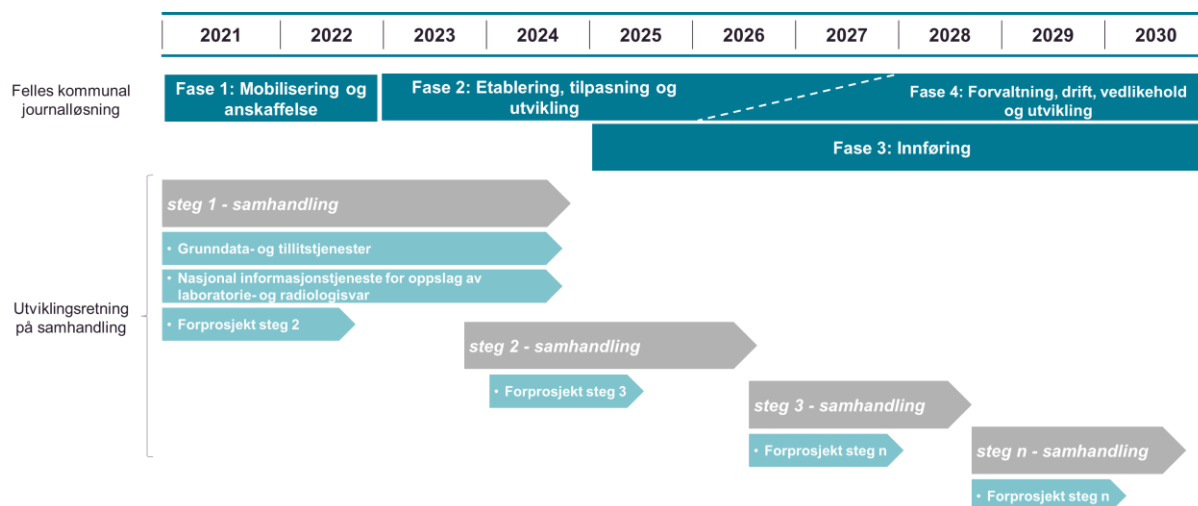 2021 2022 2023 2024 2025 2026 2027 2028 2029 2030
Felles kommunal
journalløsning
Fase 1: Mobilisering og
anskaffelse
Fase 2: Etablering, tilpasning og
utvikling
Fase 4: Forvaltning, drift, vedlikehold
og utvikling
Fase 3: Innføring
Utviklingsretning
på samhandling
steg 1 - samhandling
• Grunndata- og tillitstjenester
• Nasjonal informasjonstjeneste for oppslag av
laboratorie- og radiologisvar
• Forprosjekt steg 2
steg 2 - samhandling
• Forprosjekt steg 3
steg 3 - samhandling
• Forprosjekt steg n
steg n - samhandling
• Forprosjekt steg n